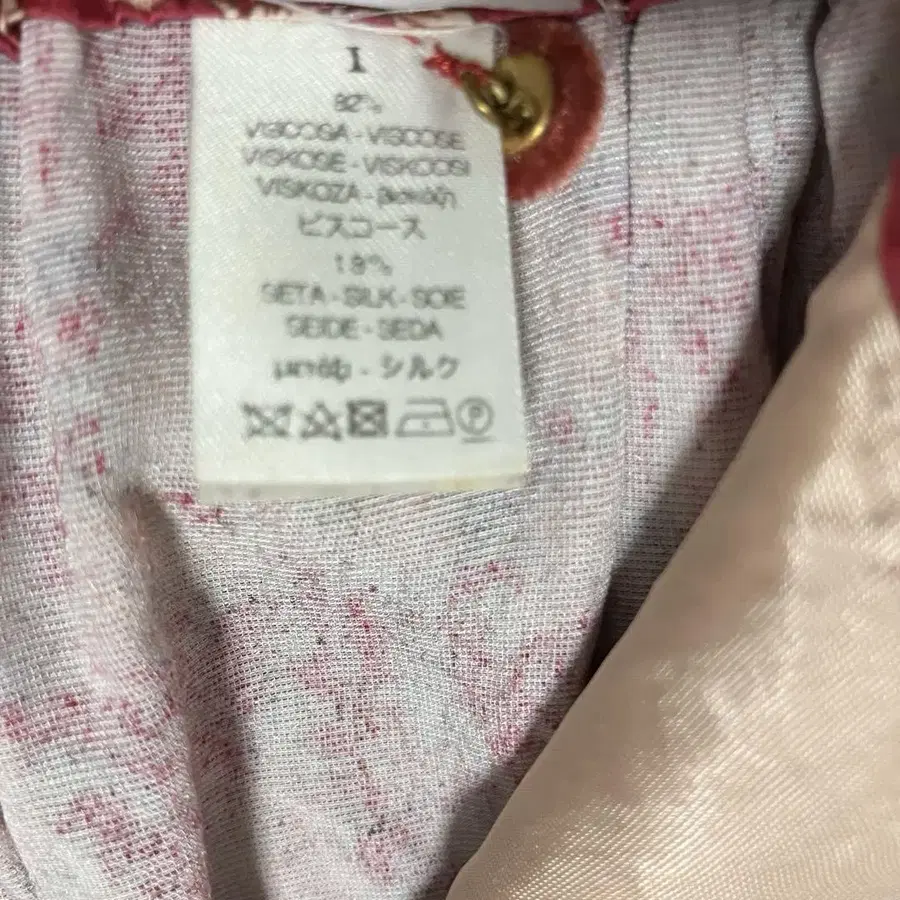 I
82%
VISCOSA - VISCOSE
VISKOSE - VISKOOSI
VISKOZA -
ビスコース
18%
SETA - SILK - SOIE
SEIDE - SEDA
- シルク
P